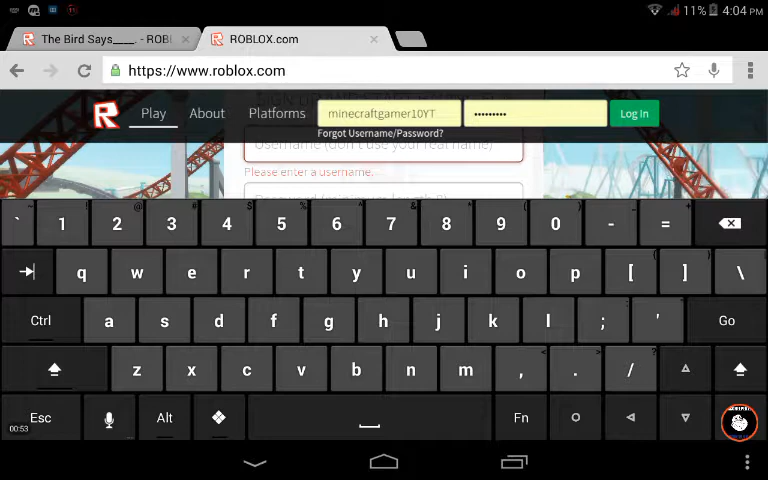 11% 4:04 PM
The Bird Says____. - ROBL
ROBLOX.com
https://www.roblox.com
Play About Platforms minecraftgamer10YT ••••••••• Log In
Forgot Username/Password?
Username (don't use your real name)
Please enter a username.
` ~ 1 ! 2 @ 3 # 4 $ 5 % 6 ^ 7 & 8 * 9 ( 0 ) - _ = +
q w e r t y u i o p [ { ] } \
Ctrl a s d f g h j k l ; : ' " Go
z x c v b n m , < . > / ?
Esc Alt Fn
00:53